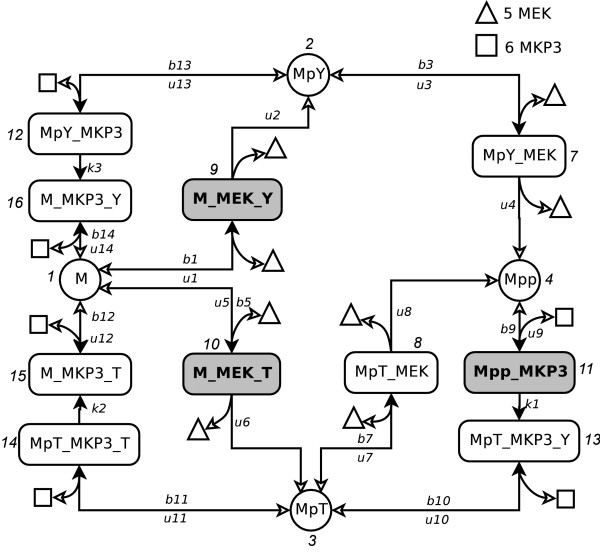 5 MEK
6 MKP3
2
b13
MpY
b3
u13
u3
u2
12
MpY_MKP3
9
MpY_MEK
7
k3
16
M_MKP3_Y
M_MEK_Y
u4
b14
u14
b1
1
M
u1
Mpp
4
b12
u12
u5
b5
u8
b9
u9
10
8
15
M_MKP3_T
M_MEK_T
MpT_MEK
Mpp_MKP3
11
k2
u6
k1
14
MpT_MKP3_T
b7
u7
MpT_MKP3_Y
13
b11
u11
MpT
b10
u10
3